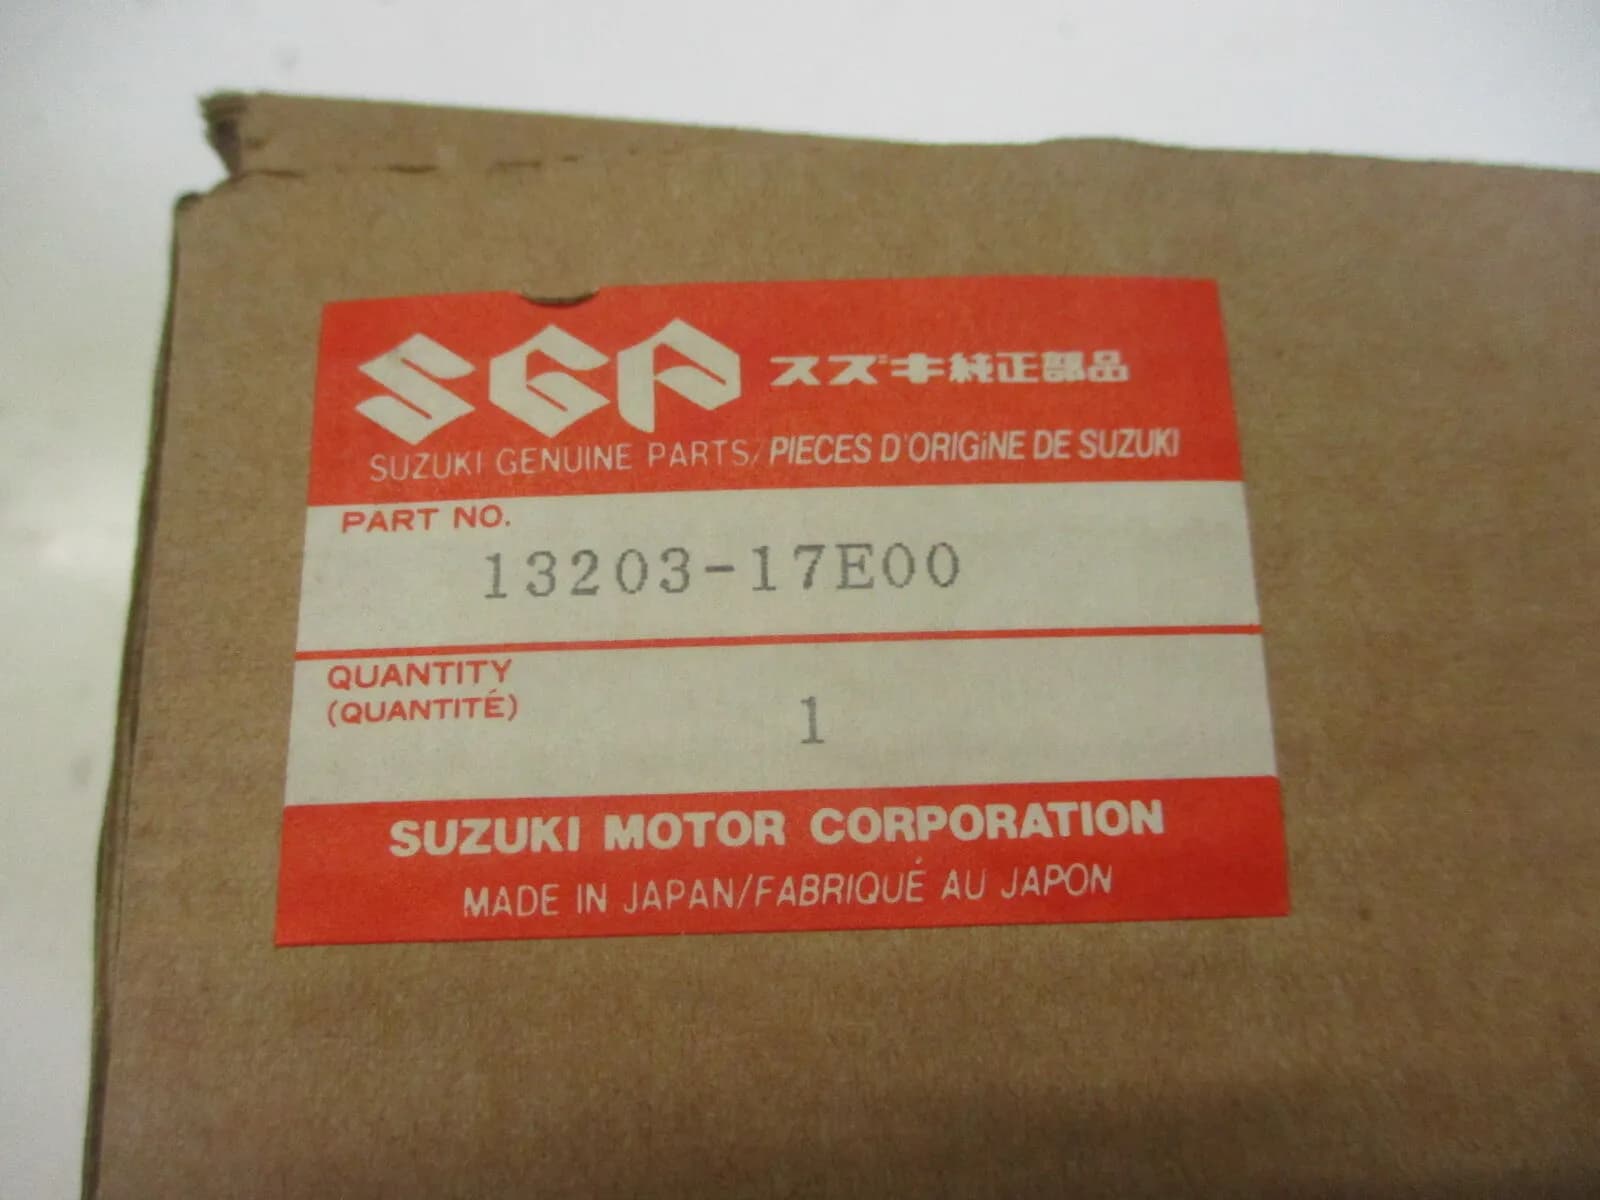 SGP スズキ純正部品
SUZUKI GENUINE PARTS/PIECES D'ORIGiNE DE SUZUKI
PART NO.
13203-17E00
QUANTITY
(QUANTITÉ)
1
SUZUKI MOTOR CORPORATION
MADE IN JAPAN/FABRIQUÉ AU JAPON